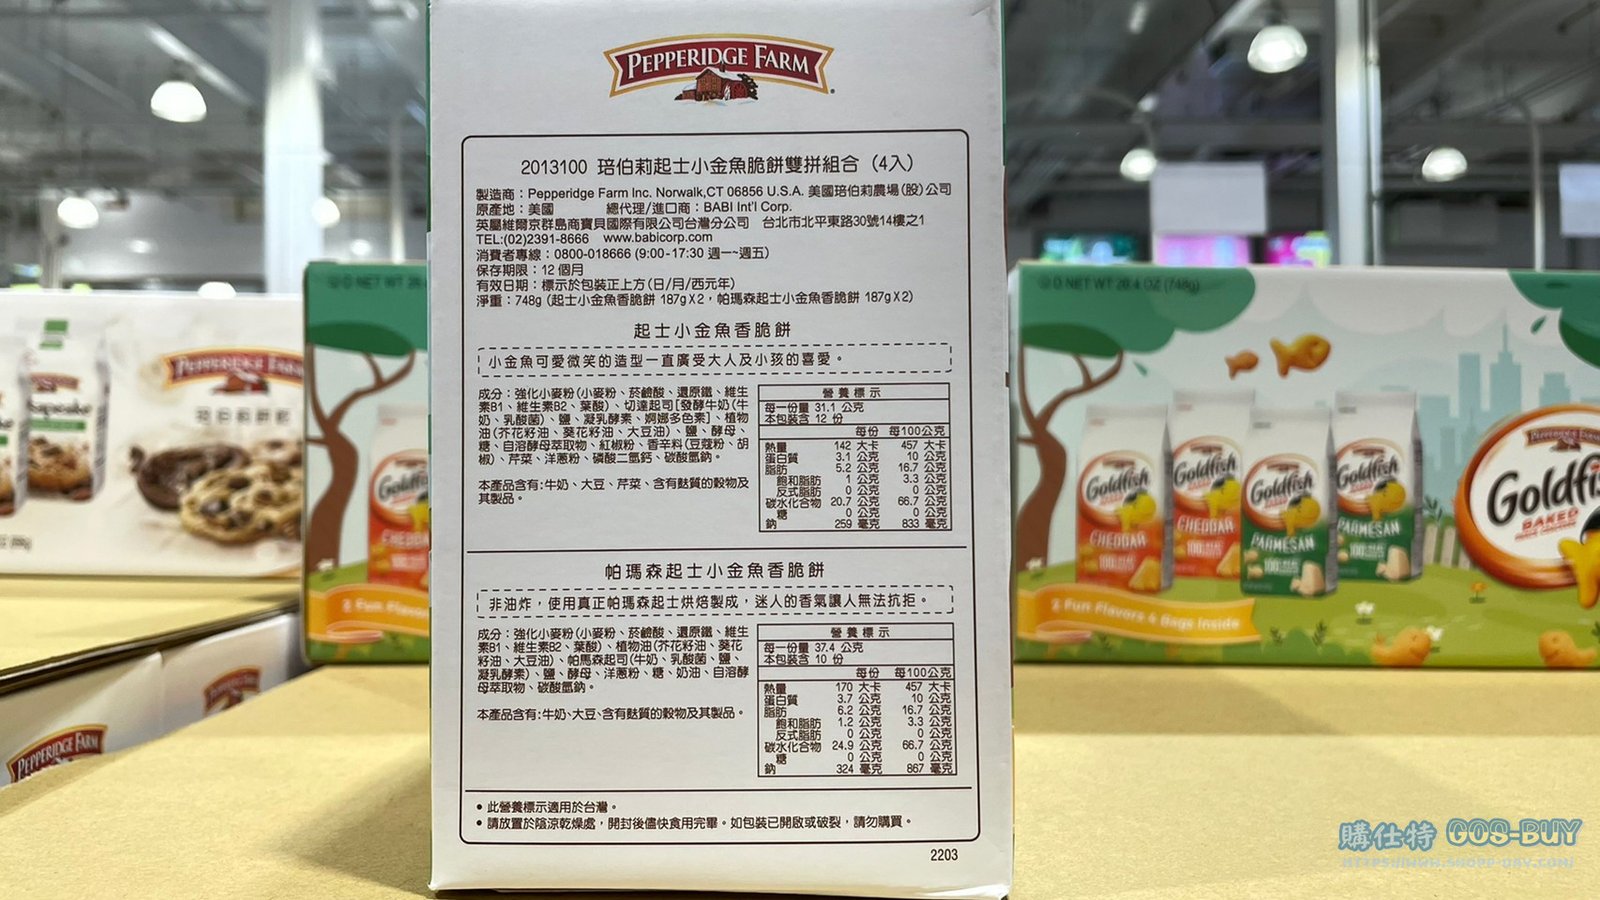 PEPPERIDGE FARM
2013100 琣伯莉起士小金魚脆餅雙拼組合（4入）
製造商：Pepperidge Farm Inc. Norwalk,CT 06856 U.S.A. 美國琣伯莉農場(股)公司
原產地：美國 總代理/進口商：BABI Int'l Corp.
英屬維爾京群島商寶貝國際有限公司台灣分公司 台北市北平東路30號14樓之1
TEL:(02)2391-8666 www.babicorp.com
消費者專線：0800-018666 (9:00-17:30 週一~週五)
保存期限：12 個月
有效日期：標示於包裝正上方(日/月/西元年)
淨重：748g (起士小金魚香脆餅 187gX2，帕瑪森起士小金魚香脆餅 187gX2)
起士小金魚香脆餅
小金魚可愛微笑的造型一直廣受大人及小孩的喜愛。
成分：強化小麥粉(小麥粉、菸鹼酸、還原鐵、維生
素B1、維生素B2、葉酸)、切達起司[發酵牛奶(牛
奶、乳酸菌)、鹽、凝乳酵素、婀娜多色素]、植物
油(芥花籽油、葵花籽油、大豆油)、鹽、酵母、
糖、自溶酵母萃取物、紅椒粉、香辛料(豆蔻粉、胡
椒)、芹菜、洋蔥粉、磷酸二氫鈣、碳酸氫鈉。
本產品含有:牛奶、大豆、芹菜、含有麩質的穀物及
其製品。
營養標示
每一份量 31.1 公克
本包裝含 12 份
每份 每100公克
熱量 142 大卡 457 大卡
蛋白質 3.1 公克 10 公克
脂肪 5.2 公克 16.7 公克
飽和脂肪 1 公克 3.3 公克
反式脂肪 0 公克 0 公克
碳水化合物 20.7 公克 66.7 公克
糖 0 公克 0 公克
鈉 259 毫克 833 毫克
帕瑪森起士小金魚香脆餅
非油炸，使用真正帕瑪森起士烘焙製成，迷人的香氣讓人無法抗拒。
成分：強化小麥粉(小麥粉、菸鹼酸、還原鐵、維生
素B1、維生素B2、葉酸)、植物油(芥花籽油、葵花
籽油、大豆油)、帕馬森起司(牛奶、乳酸菌、鹽、
凝乳酵素)、鹽、酵母、洋蔥粉、糖、奶油、自溶酵
母萃取物、碳酸氫鈉。
本產品含有:牛奶、大豆、含有麩質的穀物及其製品。
營養標示
每一份量 37.4 公克
本包裝含 10 份
每份 每100公克
熱量 170 大卡 457 大卡
蛋白質 3.7 公克 10 公克
脂肪 6.2 公克 16.7 公克
飽和脂肪 1.2 公克 3.3 公克
反式脂肪 0 公克 0 公克
碳水化合物 24.9 公克 66.7 公克
糖 0 公克 0 公克
鈉 324 毫克 867 毫克
• 此營養標示適用於台灣。
• 請放置於陰涼乾燥處，開封後儘快食用完畢。如包裝已開啟或破裂，請勿購買。
2203
PEPPERIDGE FARM
PEPPERIDGE FARM
NET WT 26.4 OZ (748g)
Goldfish
CHEDDAR
Goldfish
CHEDDAR
Goldfish
PARMESAN
Goldfish
PARMESAN
BAKED
2 Fun Flavors 4 Bags Inside
2 Fun Flavors
購仕特 GOS-BUY
HTTPS://WWW.SHOPP-DAY.COM/